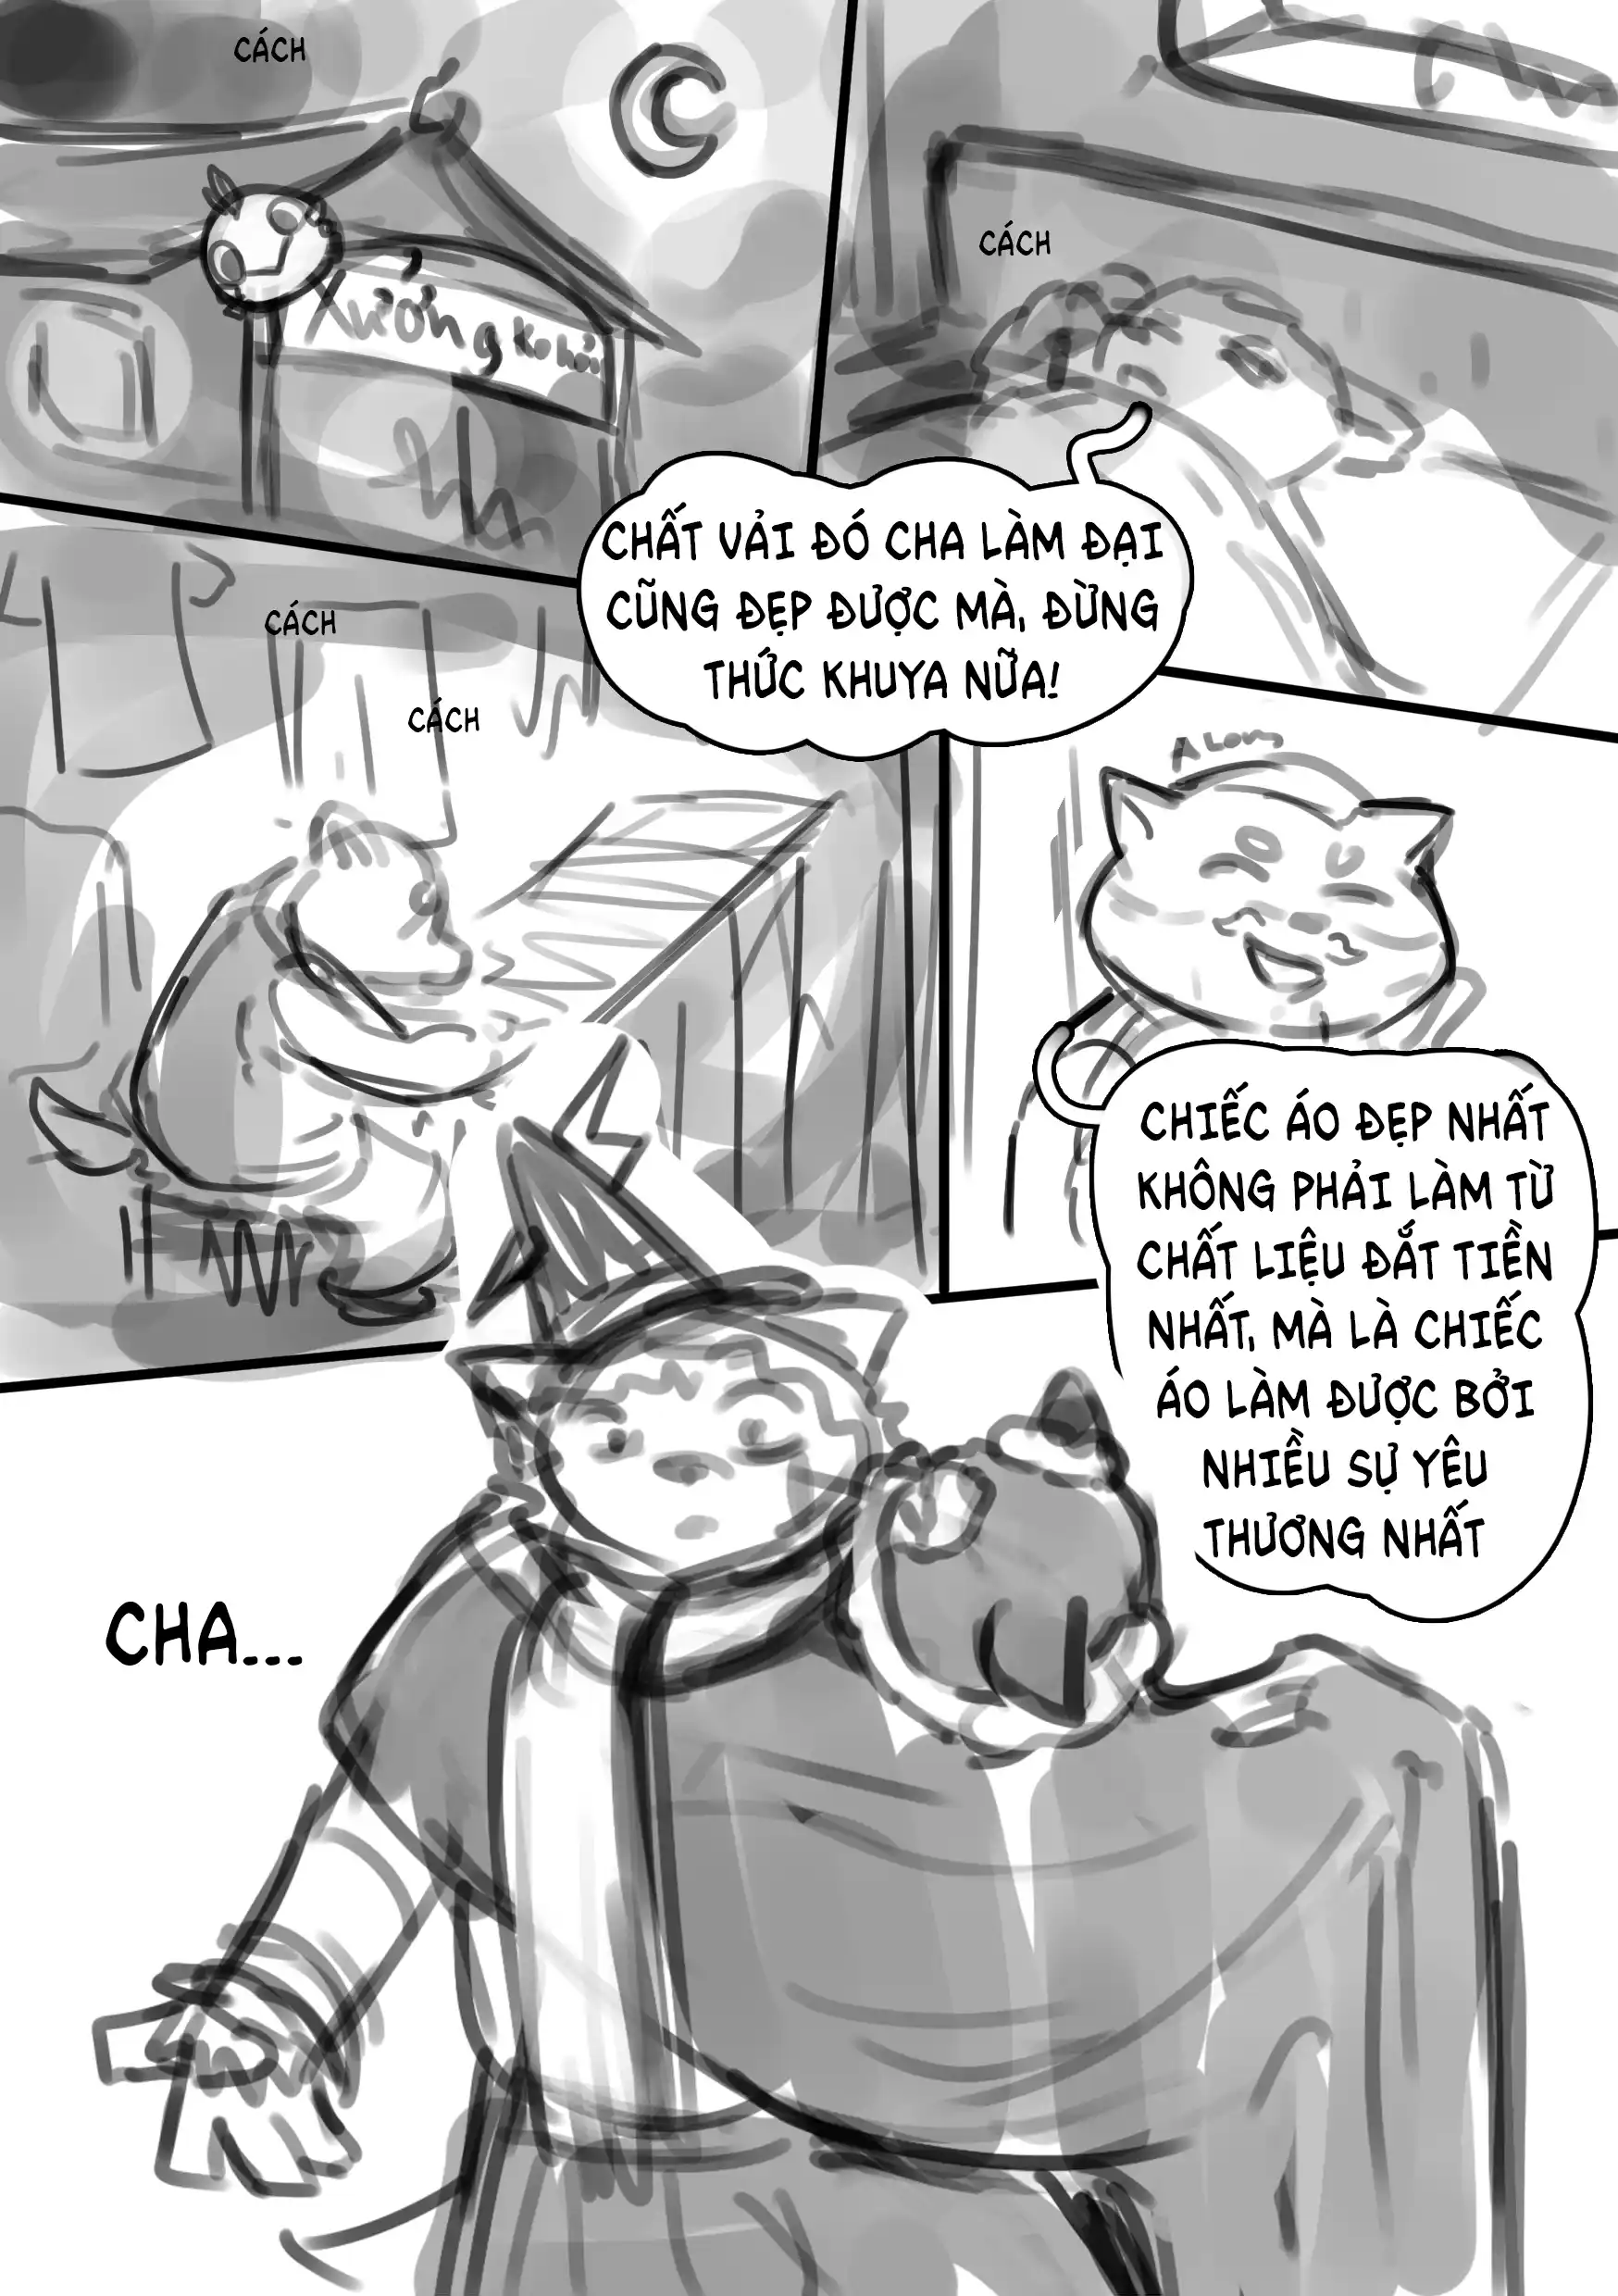 CÁCH
Xưởng
CÁCH
CHẤT VẢI ĐÓ CHA LÀM ĐẠI
CŨNG ĐẸP ĐƯỢC MÀ, ĐỪNG
THỨC KHUYA NỮA!
CÁCH
CÁCH
A Long
CHIẾC ÁO ĐẸP NHẤT
KHÔNG PHẢI LÀM TỪ
CHẤT LIỆU ĐẮT TIỀN
NHẤT, MÀ LÀ CHIẾC
ÁO LÀM ĐƯỢC BỞI
NHIỀU SỰ YÊU
THƯƠNG NHẤT
CHA...